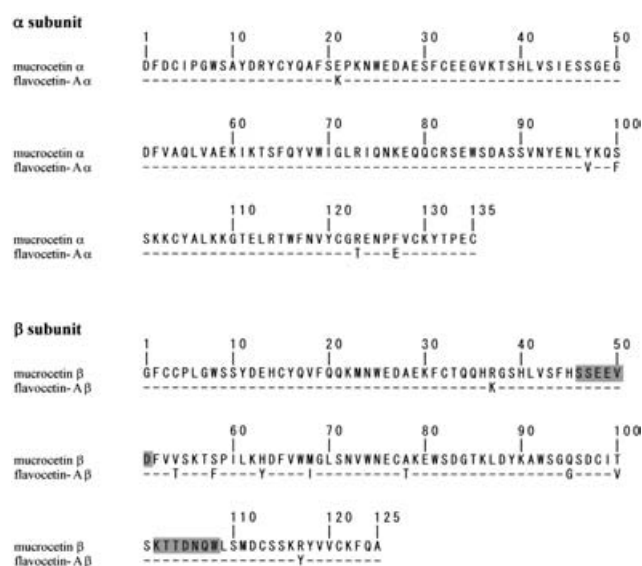 α subunit
1 10 20 30 40 50
mucrocetin α DFDCIPGWSAYDRYCYQAFSEPKNWEDAESFCEEGVKTSHLVSIESSGEG
flavocetin- A α --------------------K-----------------------------
60 70 80 90 100
mucrocetin α DFVAQLVAEKIKTSFQYVWIGLRIQNKEQQCRSEWSDASSVNYENLYKQS
flavocetin- A α ----------------------------------------------V--F
110 120 130 135
mucrocetin α SKKCYALKKGTELRTWFNVYCGRENPFVCKYTPEC
flavocetin- A α ----------------------T---E--------
β subunit
1 10 20 30 40 50
mucrocetin β GFCCPLGWSSYDEHCYQVFQQKMNWEDAEKFCTQQHRGSHLVSFHSSEEV
flavocetin- A β ------------------------------------K-------------
60 70 80 90 100
mucrocetin β DFVVSKTSPILKHDFVWMGLSNVWNECAKEWSDGTKLDYKAWSGQSDCIT
flavocetin- A β ---A---Y----Y----I---------A----------------G----V
110 120 125
mucrocetin β SKTTDNQWLSMDCSSKRYVVCKFQA
flavocetin- A β ----------------Y--------